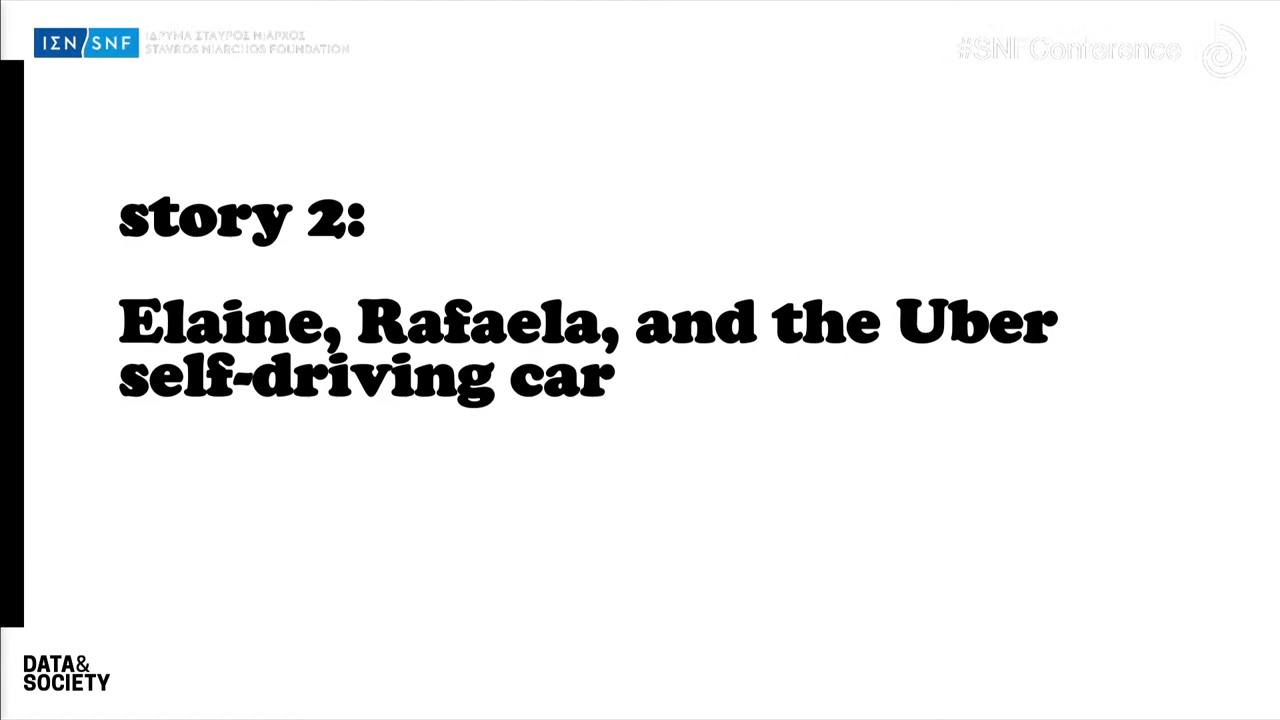 ΙΣΝ/SNF
ΙΔΡΥΜΑ ΣΤΑΥΡΟΣ ΝΙΑΡΧΟΣ
STAVROS NIARCHOS FOUNDATION
#SNFConference
story 2:
Elaine, Rafaela, and the Uber
self-driving car
DATA&
SOCIETY